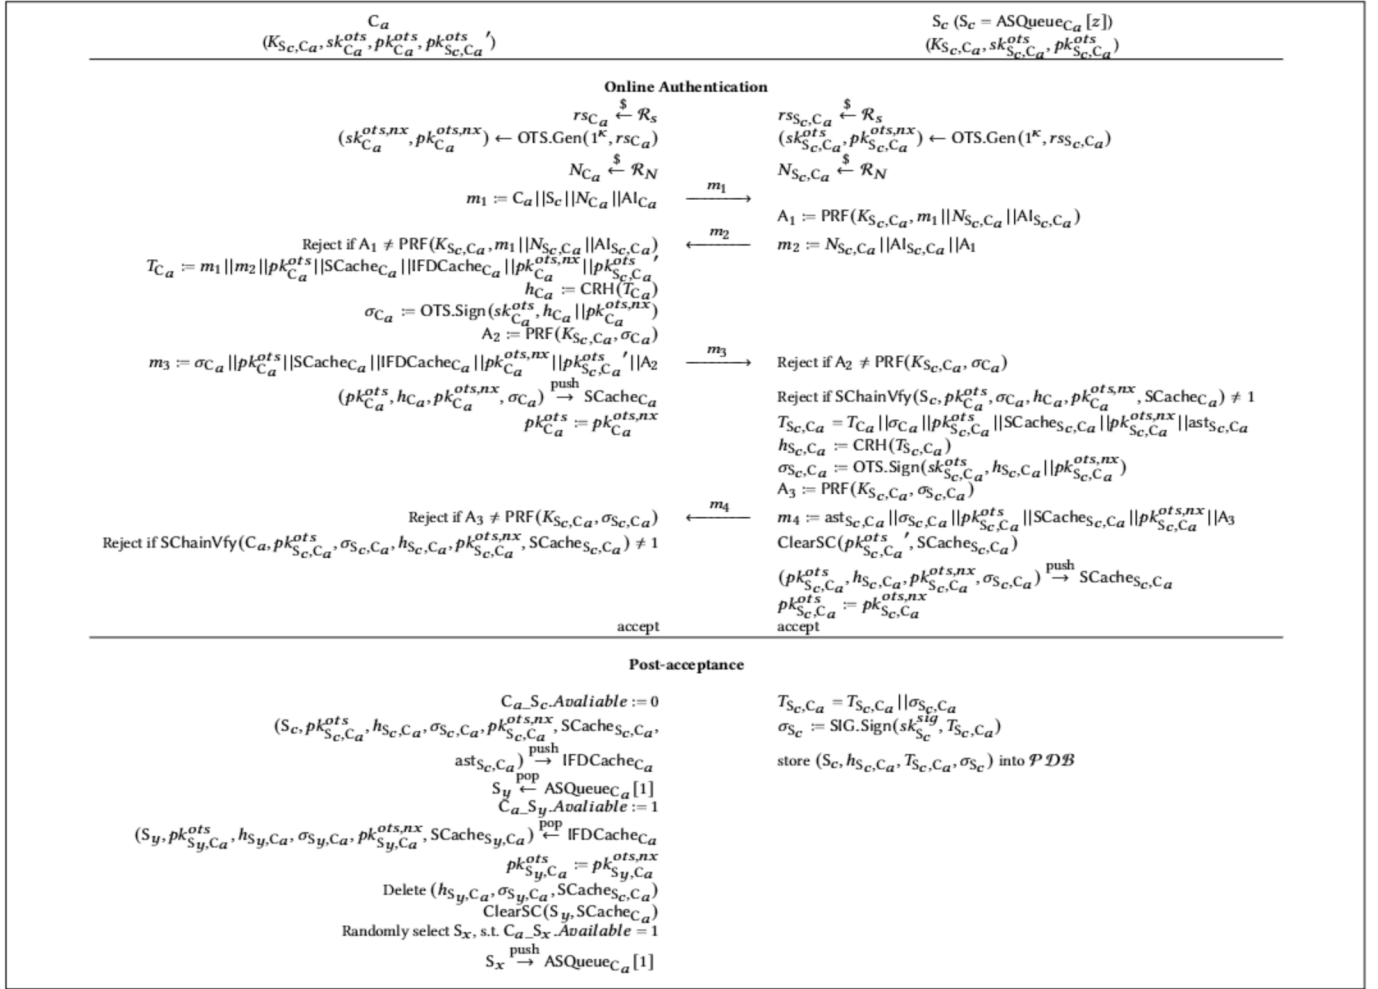 C_a                    S_c (S_c = ASQueue_{C_a}[z])
(K_{S_c,C_a}, sk^{ots}_{C_a}, pk^{ots}_{C_a}, pk^{ots}_{S_c,C_a}′)                    (K_{S_c,C_a}, sk^{ots}_{S_c,C_a}, pk^{ots}_{S_c,C_a})
Online Authentication
rs_{C_a} $← R_s                    rs_{S_c,C_a} $← R_s
(sk^{ots,nx}_{C_a}, pk^{ots,nx}_{C_a}) ← OTS.Gen(1^κ, rs_{C_a})                    (sk^{ots}_{S_c,C_a}, pk^{ots,nx}_{S_c,C_a}) ← OTS.Gen(1^κ, rs_{S_c,C_a})
N_{C_a} $← R_N                    N_{S_c,C_a} $← R_N
m_1 := C_a||S_c||N_{C_a}||AI_{C_a}          m_1 →
A_1 := PRF(K_{S_c,C_a}, m_1||N_{S_c,C_a}||AI_{S_c,C_a})
Reject if A_1 ≠ PRF(K_{S_c,C_a}, m_1||N_{S_c,C_a}||AI_{S_c,C_a})          m_2 ←          m_2 := N_{S_c,C_a}||AI_{S_c,C_a}||A_1
T_{C_a} := m_1||m_2||pk^{ots}_{C_a}||SCache_{C_a}||IFDCache_{C_a}||pk^{ots,nx}_{C_a}||pk^{ots}_{S_c,C_a}′
h_{C_a} := CRH(T_{C_a})
σ_{C_a} := OTS.Sign(sk^{ots}_{C_a}, h_{C_a}||pk^{ots,nx}_{C_a})
A_2 := PRF(K_{S_c,C_a}, σ_{C_a})
m_3 := σ_{C_a}||pk^{ots}_{C_a}||SCache_{C_a}||IFDCache_{C_a}||pk^{ots,nx}_{C_a}||pk^{ots}_{S_c,C_a}′||A_2          m_3 →          Reject if A_2 ≠ PRF(K_{S_c,C_a}, σ_{C_a})
(pk^{ots}_{C_a}, h_{C_a}, pk^{ots,nx}_{C_a}, σ_{C_a}) push→ SCache_{C_a}                    Reject if SChainVfy(S_c, pk^{ots}_{C_a}, σ_{C_a}, h_{C_a}, pk^{ots,nx}_{C_a}, SCache_{C_a}) ≠ 1
pk^{ots}_{C_a} := pk^{ots,nx}_{C_a}                    T_{S_c,C_a} = T_{C_a}||σ_{C_a}||pk^{ots}_{S_c,C_a}||SCache_{S_c,C_a}||pk^{ots,nx}_{S_c,C_a}||ast_{S_c,C_a}
h_{S_c,C_a} := CRH(T_{S_c,C_a})
σ_{S_c,C_a} := OTS.Sign(sk^{ots}_{S_c,C_a}, h_{S_c,C_a}||pk^{ots,nx}_{S_c,C_a})
A_3 := PRF(K_{S_c,C_a}, σ_{S_c,C_a})
Reject if A_3 ≠ PRF(K_{S_c,C_a}, σ_{S_c,C_a})          m_4 ←          m_4 := ast_{S_c,C_a}||σ_{S_c,C_a}||pk^{ots}_{S_c,C_a}||SCache_{S_c,C_a}||pk^{ots,nx}_{S_c,C_a}||A_3
Reject if SChainVfy(C_a, pk^{ots}_{S_c,C_a}, σ_{S_c,C_a}, h_{S_c,C_a}, pk^{ots,nx}_{S_c,C_a}, SCache_{S_c,C_a}) ≠ 1                    ClearSC(pk^{ots}_{S_c,C_a}′, SCache_{S_c,C_a})
(pk^{ots}_{S_c,C_a}, h_{S_c,C_a}, pk^{ots,nx}_{S_c,C_a}, σ_{S_c,C_a}) push→ SCache_{S_c,C_a}
pk^{ots}_{S_c,C_a} := pk^{ots,nx}_{S_c,C_a}
accept                    accept
Post-acceptance
C_a_S_c.Avaliable := 0                    T_{S_c,C_a} = T_{S_c,C_a}||σ_{S_c,C_a}
(S_c, pk^{ots}_{S_c,C_a}, h_{S_c,C_a}, σ_{S_c,C_a}, pk^{ots,nx}_{S_c,C_a}, SCache_{S_c,C_a},                    σ_{S_c} := SIG.Sign(sk^{sig}_{S_c}, T_{S_c,C_a})
ast_{S_c,C_a}) push→ IFDCache_{C_a}                    store (S_c, h_{S_c,C_a}, T_{S_c,C_a}, σ_{S_c}) into PDB
S_y pop← ASQueue_{C_a}[1]
C_a_S_y.Avaliable := 1
(S_y, pk^{ots}_{S_y,C_a}, h_{S_y,C_a}, σ_{S_y,C_a}, pk^{ots,nx}_{S_y,C_a}, SCache_{S_y,C_a}) pop← IFDCache_{C_a}
pk^{ots}_{S_y,C_a} := pk^{ots,nx}_{S_y,C_a}
Delete (h_{S_y,C_a}, σ_{S_y,C_a}, SCache_{S_c,C_a})
ClearSC(S_y, SCache_{C_a})
Randomly select S_x, s.t. C_a_S_x.Available = 1
S_x push→ ASQueue_{C_a}[1]